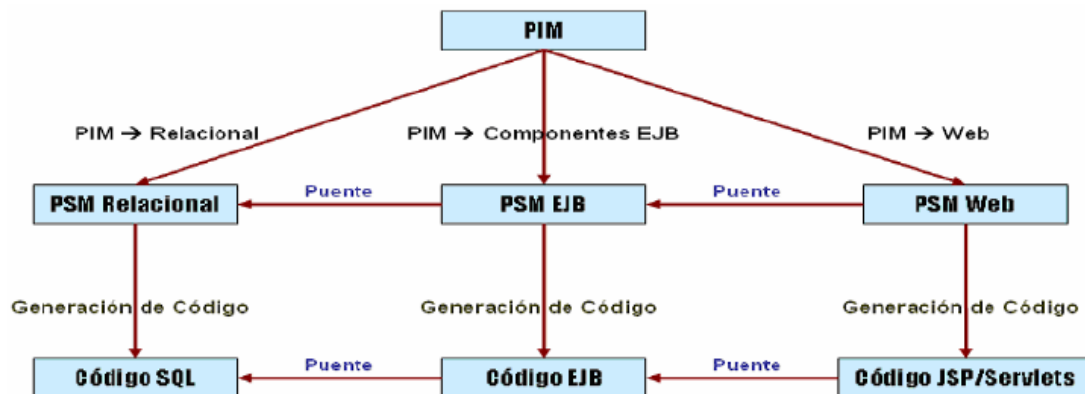 PIM
PIM → Relacional
PIM → Componentes EJB
PIM → Web
PSM Relacional
Puente
PSM EJB
Puente
PSM Web
Generación de Código
Generación de Código
Generación de Código
Código SQL
Puente
Código EJB
Puente
Código JSP/Servlets